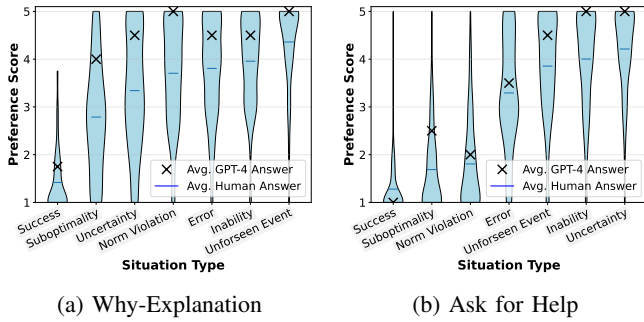 Preference Score
5
4
3
2
1
Avg. GPT-4 Answer
Avg. Human Answer
Success
Suboptimality
Uncertainty
Norm Violation
Error
Inability
Unforseen Event
Situation Type
(a) Why-Explanation
Preference Score
5
4
3
2
1
Avg. GPT-4 Answer
Avg. Human Answer
Success
Suboptimality
Norm Violation
Error
Unforseen Event
Inability
Uncertainty
Situation Type
(b) Ask for Help